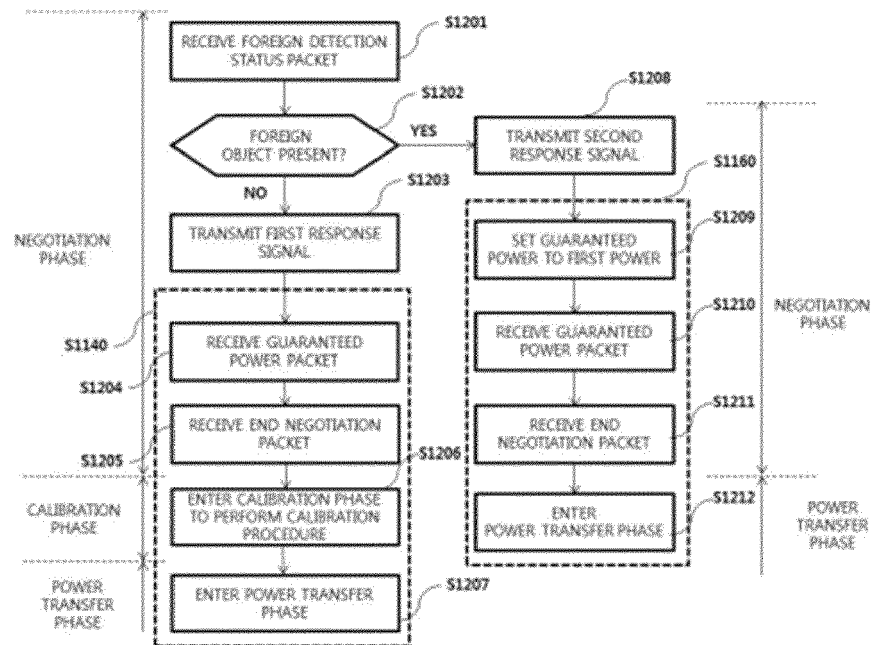 S1201
RECEIVE FOREIGN DETECTION
STATUS PACKET
S1202
FOREIGN
OBJECT PRESENT?
YES
NO
S1203
TRANSMIT FIRST RESPONSE
SIGNAL
NEGOTIATION
PHASE
S1140
RECEIVE GUARANTEED
POWER PACKET
S1204
RECEIVE END NEGOTIATION
PACKET
S1205
S1206
ENTER CALIBRATION PHASE
TO PERFORM CALIBRATION
PROCEDURE
CALIBRATION
PHASE
ENTER POWER TRANSFER
PHASE
S1207
POWER
TRANSFER
PHASE
S1208
TRANSMIT SECOND
RESPONSE SIGNAL
S1160
S1209
SET GUARANTEED
POWER TO FIRST POWER
S1210
RECEIVE GUARANTEED
POWER PACKET
NEGOTIATION
PHASE
S1211
RECEIVE END
NEGOTIATION PACKET
S1212
ENTER
POWER TRANSFER PHASE
POWER
TRANSFER
PHASE